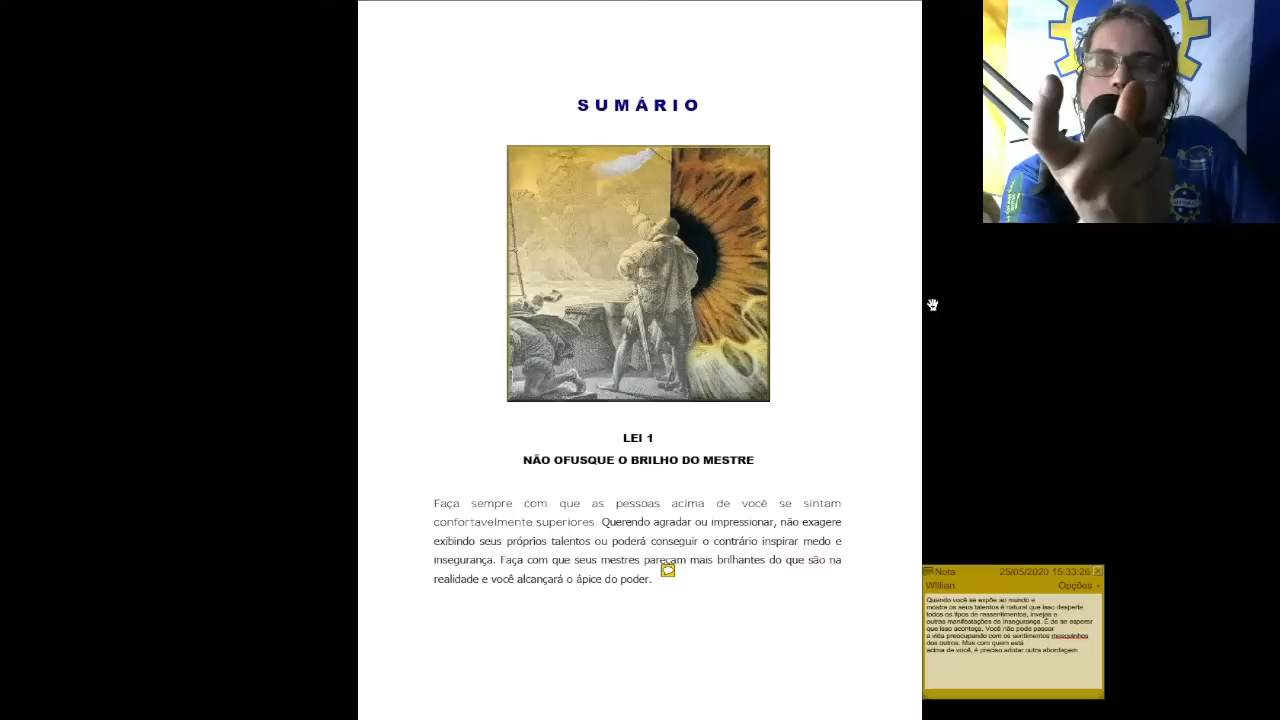 SUMÁRIO
LEI 1
NÃO OFUSQUE O BRILHO DO MESTRE
Faça sempre com que as pessoas acima de você se sintam
confortavelmente superiores. Querendo agradar ou impressionar, não exagere
exibindo seus próprios talentos ou poderá conseguir o contrário inspirar medo e
insegurança. Faça com que seus mestres pareçam mais brilhantes do que são na
realidade e você alcançará o ápice do poder.
Nota 25/05/2020 15:33:26
Willian Opções
Quando você se expõe ao mundo e
mostra os seus talentos é natural que isso desperte
todos os tipos de ressentimentos, invejas e
outras manifestações de insegurança. É de se esperar
que isso aconteça. Você não pode passar
a vida preocupando com os sentimentos mesquinhos
dos outros. Mas com quem está
acima de você, é preciso adotar outra abordagem